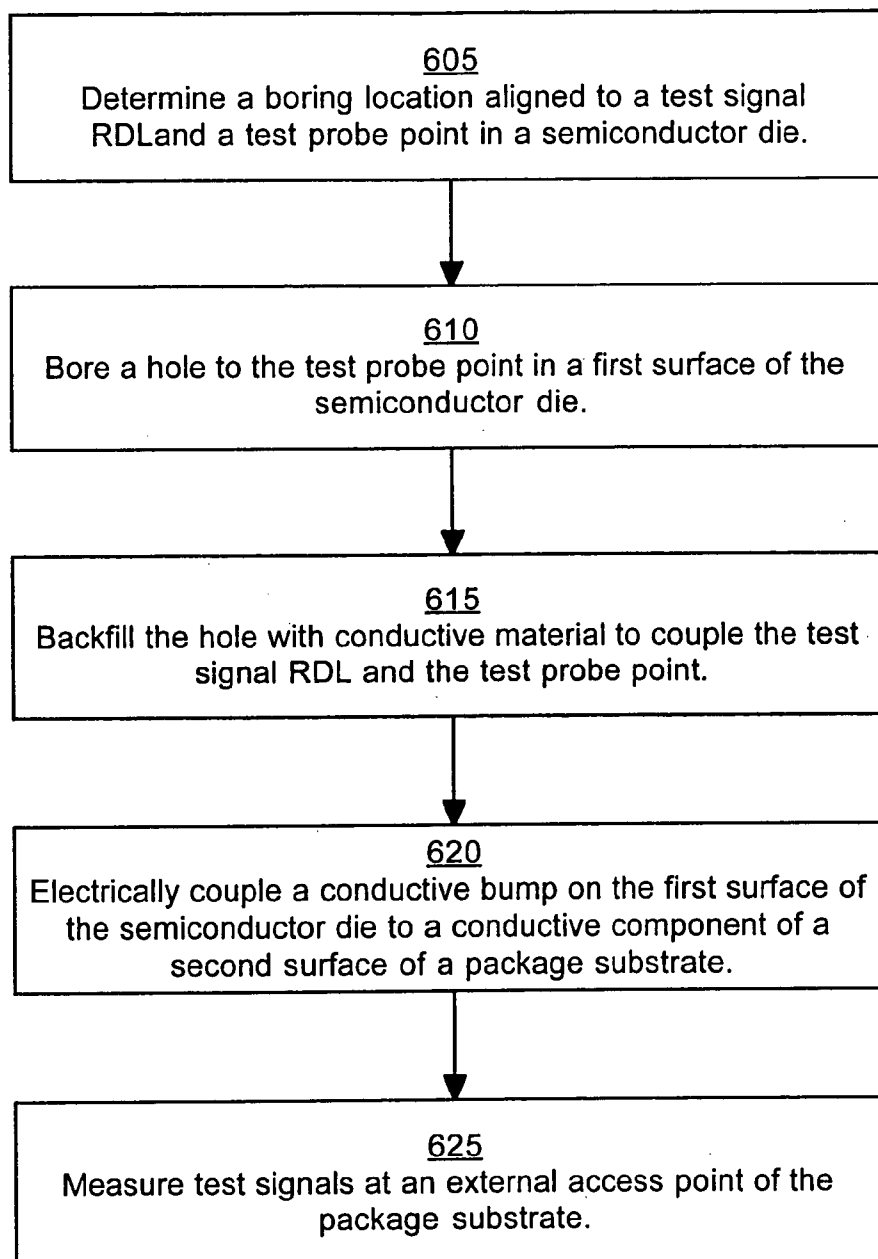 605
Determine a boring location aligned to a test signal
RDLand a test probe point in a semiconductor die.
610
Bore a hole to the test probe point in a first surface of the
semiconductor die.
615
Backfill the hole with conductive material to couple the test
signal RDL and the test probe point.
620
Electrically couple a conductive bump on the first surface of
the semiconductor die to a conductive component of a
second surface of a package substrate.
625
Measure test signals at an external access point of the
package substrate.